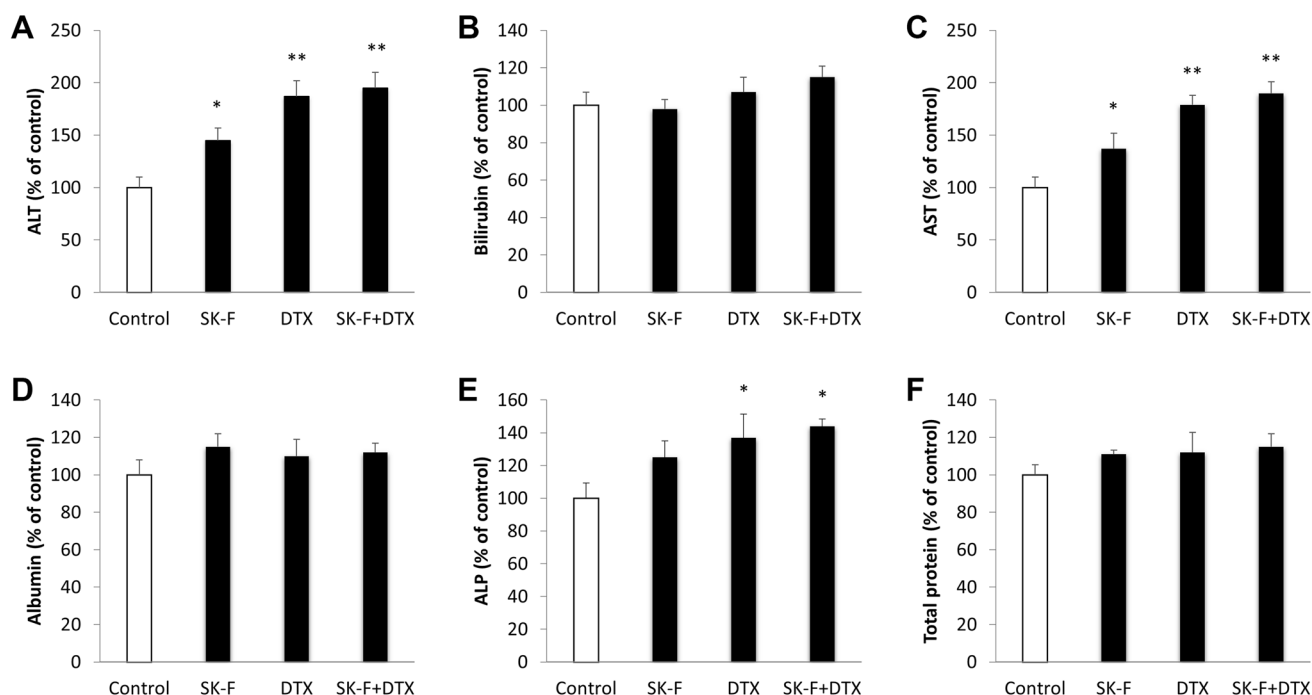 A
ALT (% of control)
250
200
150
100
50
0
*
**
**
Control SK-F DTX SK-F+DTX
B
Bilirubin (% of control)
140
120
100
80
60
40
20
0
Control SK-F DTX SK-F+DTX
C
AST (% of control)
250
200
150
100
50
0
*
**
**
Control SK-F DTX SK-F+DTX
D
Albumin (% of control)
140
120
100
80
60
40
20
0
Control SK-F DTX SK-F+DTX
E
ALP (% of control)
160
140
120
100
80
60
40
20
0
*
*
Control SK-F DTX SK-F+DTX
F
Total protein (% of control)
140
120
100
80
60
40
20
0
Control SK-F DTX SK-F+DTX